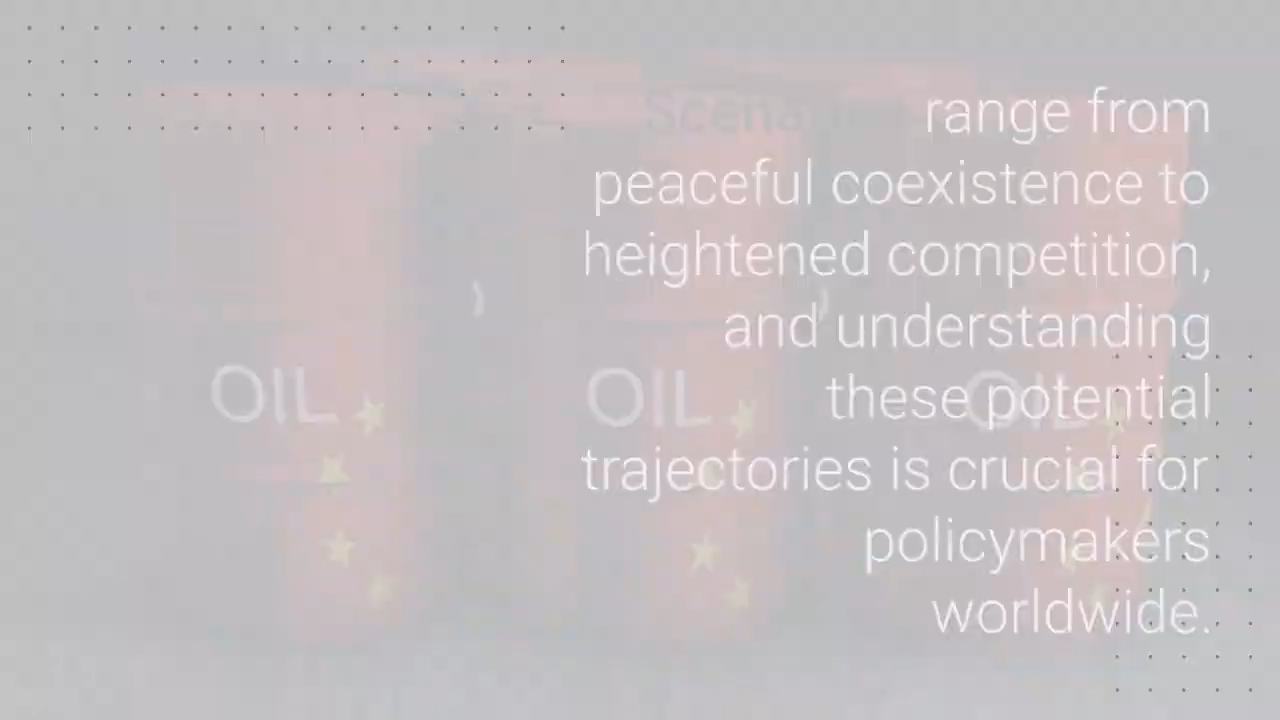 range from
peaceful coexistence to
heightened competition,
and understanding
these potential
trajectories is crucial for
policymakers
worldwide.
OIL
OIL
OIL